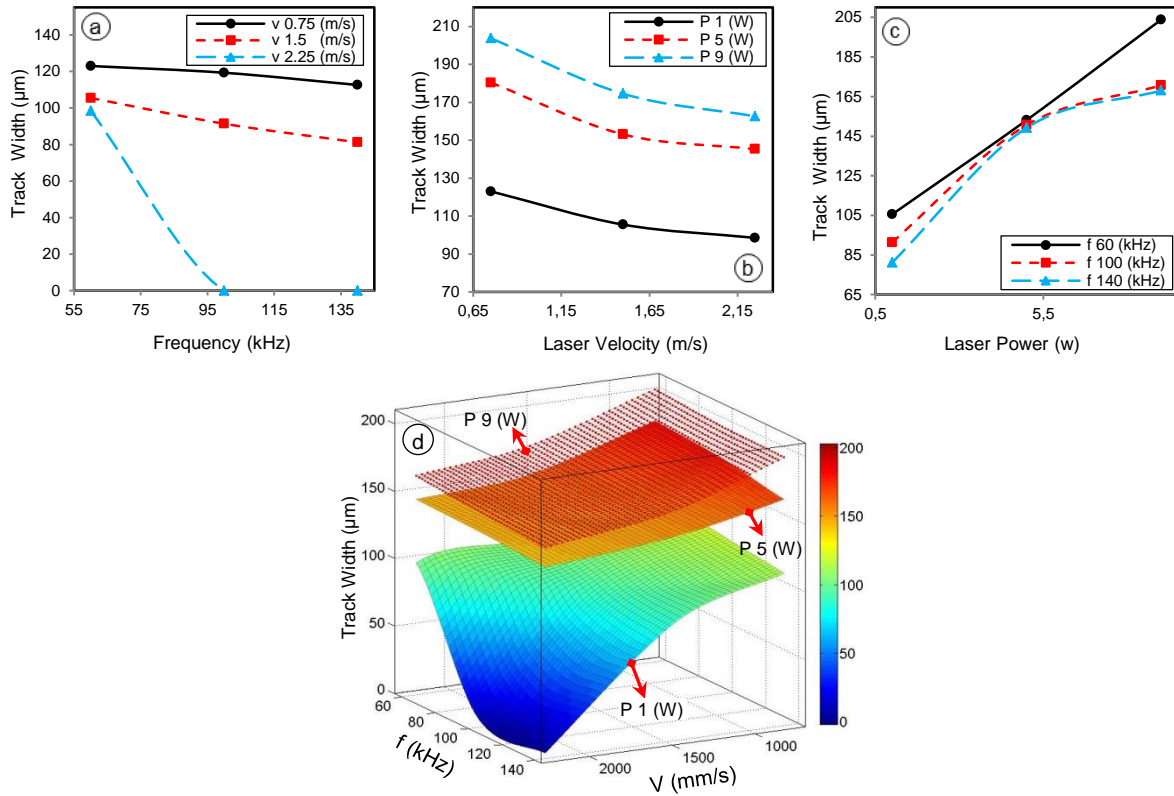 a
v 0.75 (m/s)
v 1.5 (m/s)
v 2.25 (m/s)
Track Width (µm)
140
120
100
80
60
40
20
0
55
75
95
115
135
Frequency (kHz)
b
P 1 (W)
P 5 (W)
P 9 (W)
Track Width (µm)
210
190
170
150
130
110
90
70
0,65
1,15
1,65
2,15
Laser Velocity (m/s)
c
f 60 (kHz)
f 100 (kHz)
f 140 (kHz)
Track Width (µm)
205
185
165
145
125
105
85
65
0,5
5,5
Laser Power (w)
d
P 9 (W)
P 5 (W)
P 1 (W)
Track Width (µm)
200
150
100
50
0
60
80
100
120
140
f (kHz)
2000
1500
1000
V (mm/s)
200
150
100
50
0